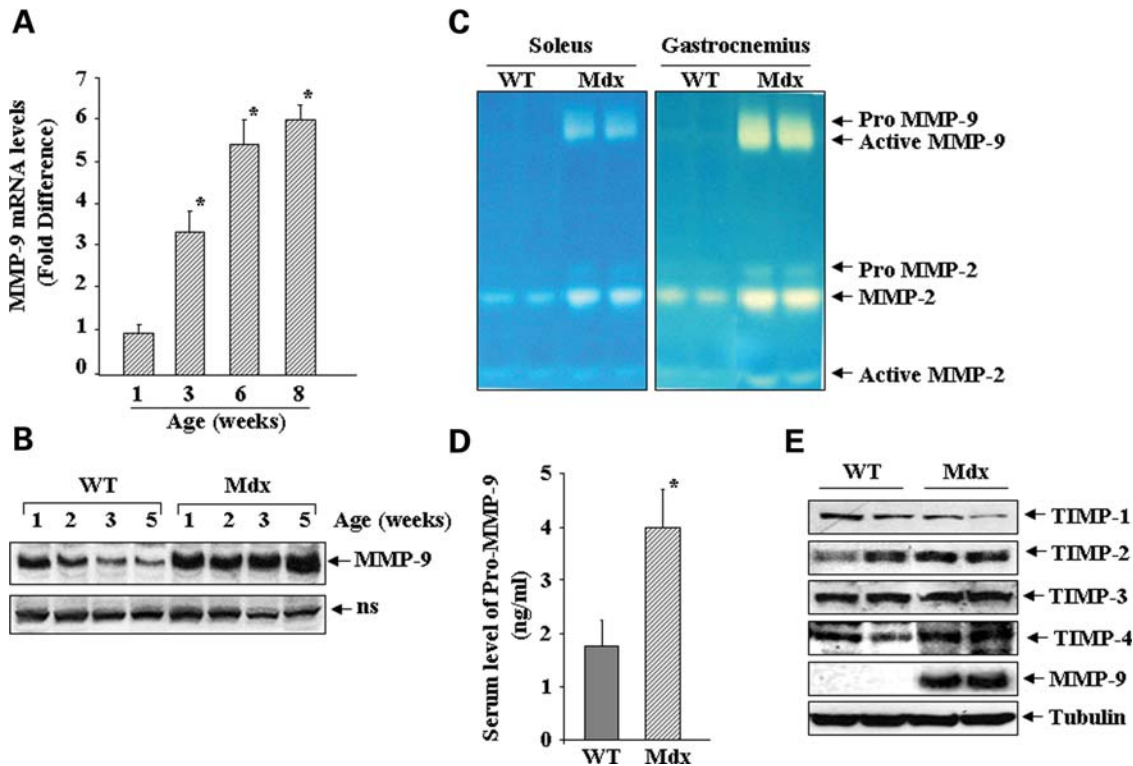 A
MMP-9 mRNA levels
(Fold Difference)
7
6
5
4
3
2
1
0
*
*
*
1 3 6 8
Age (weeks)
B
WT Mdx
1 2 3 5 1 2 3 5 Age (weeks)
MMP-9
ns
C
Soleus Gastrocnemius
WT Mdx WT Mdx
Pro MMP-9
Active MMP-9
Pro MMP-2
MMP-2
Active MMP-2
D
Serum level of Pro-MMP-9
(ng/ml)
5
4
3
2
1
0
*
WT Mdx
E
WT Mdx
TIMP-1
TIMP-2
TIMP-3
TIMP-4
MMP-9
Tubulin